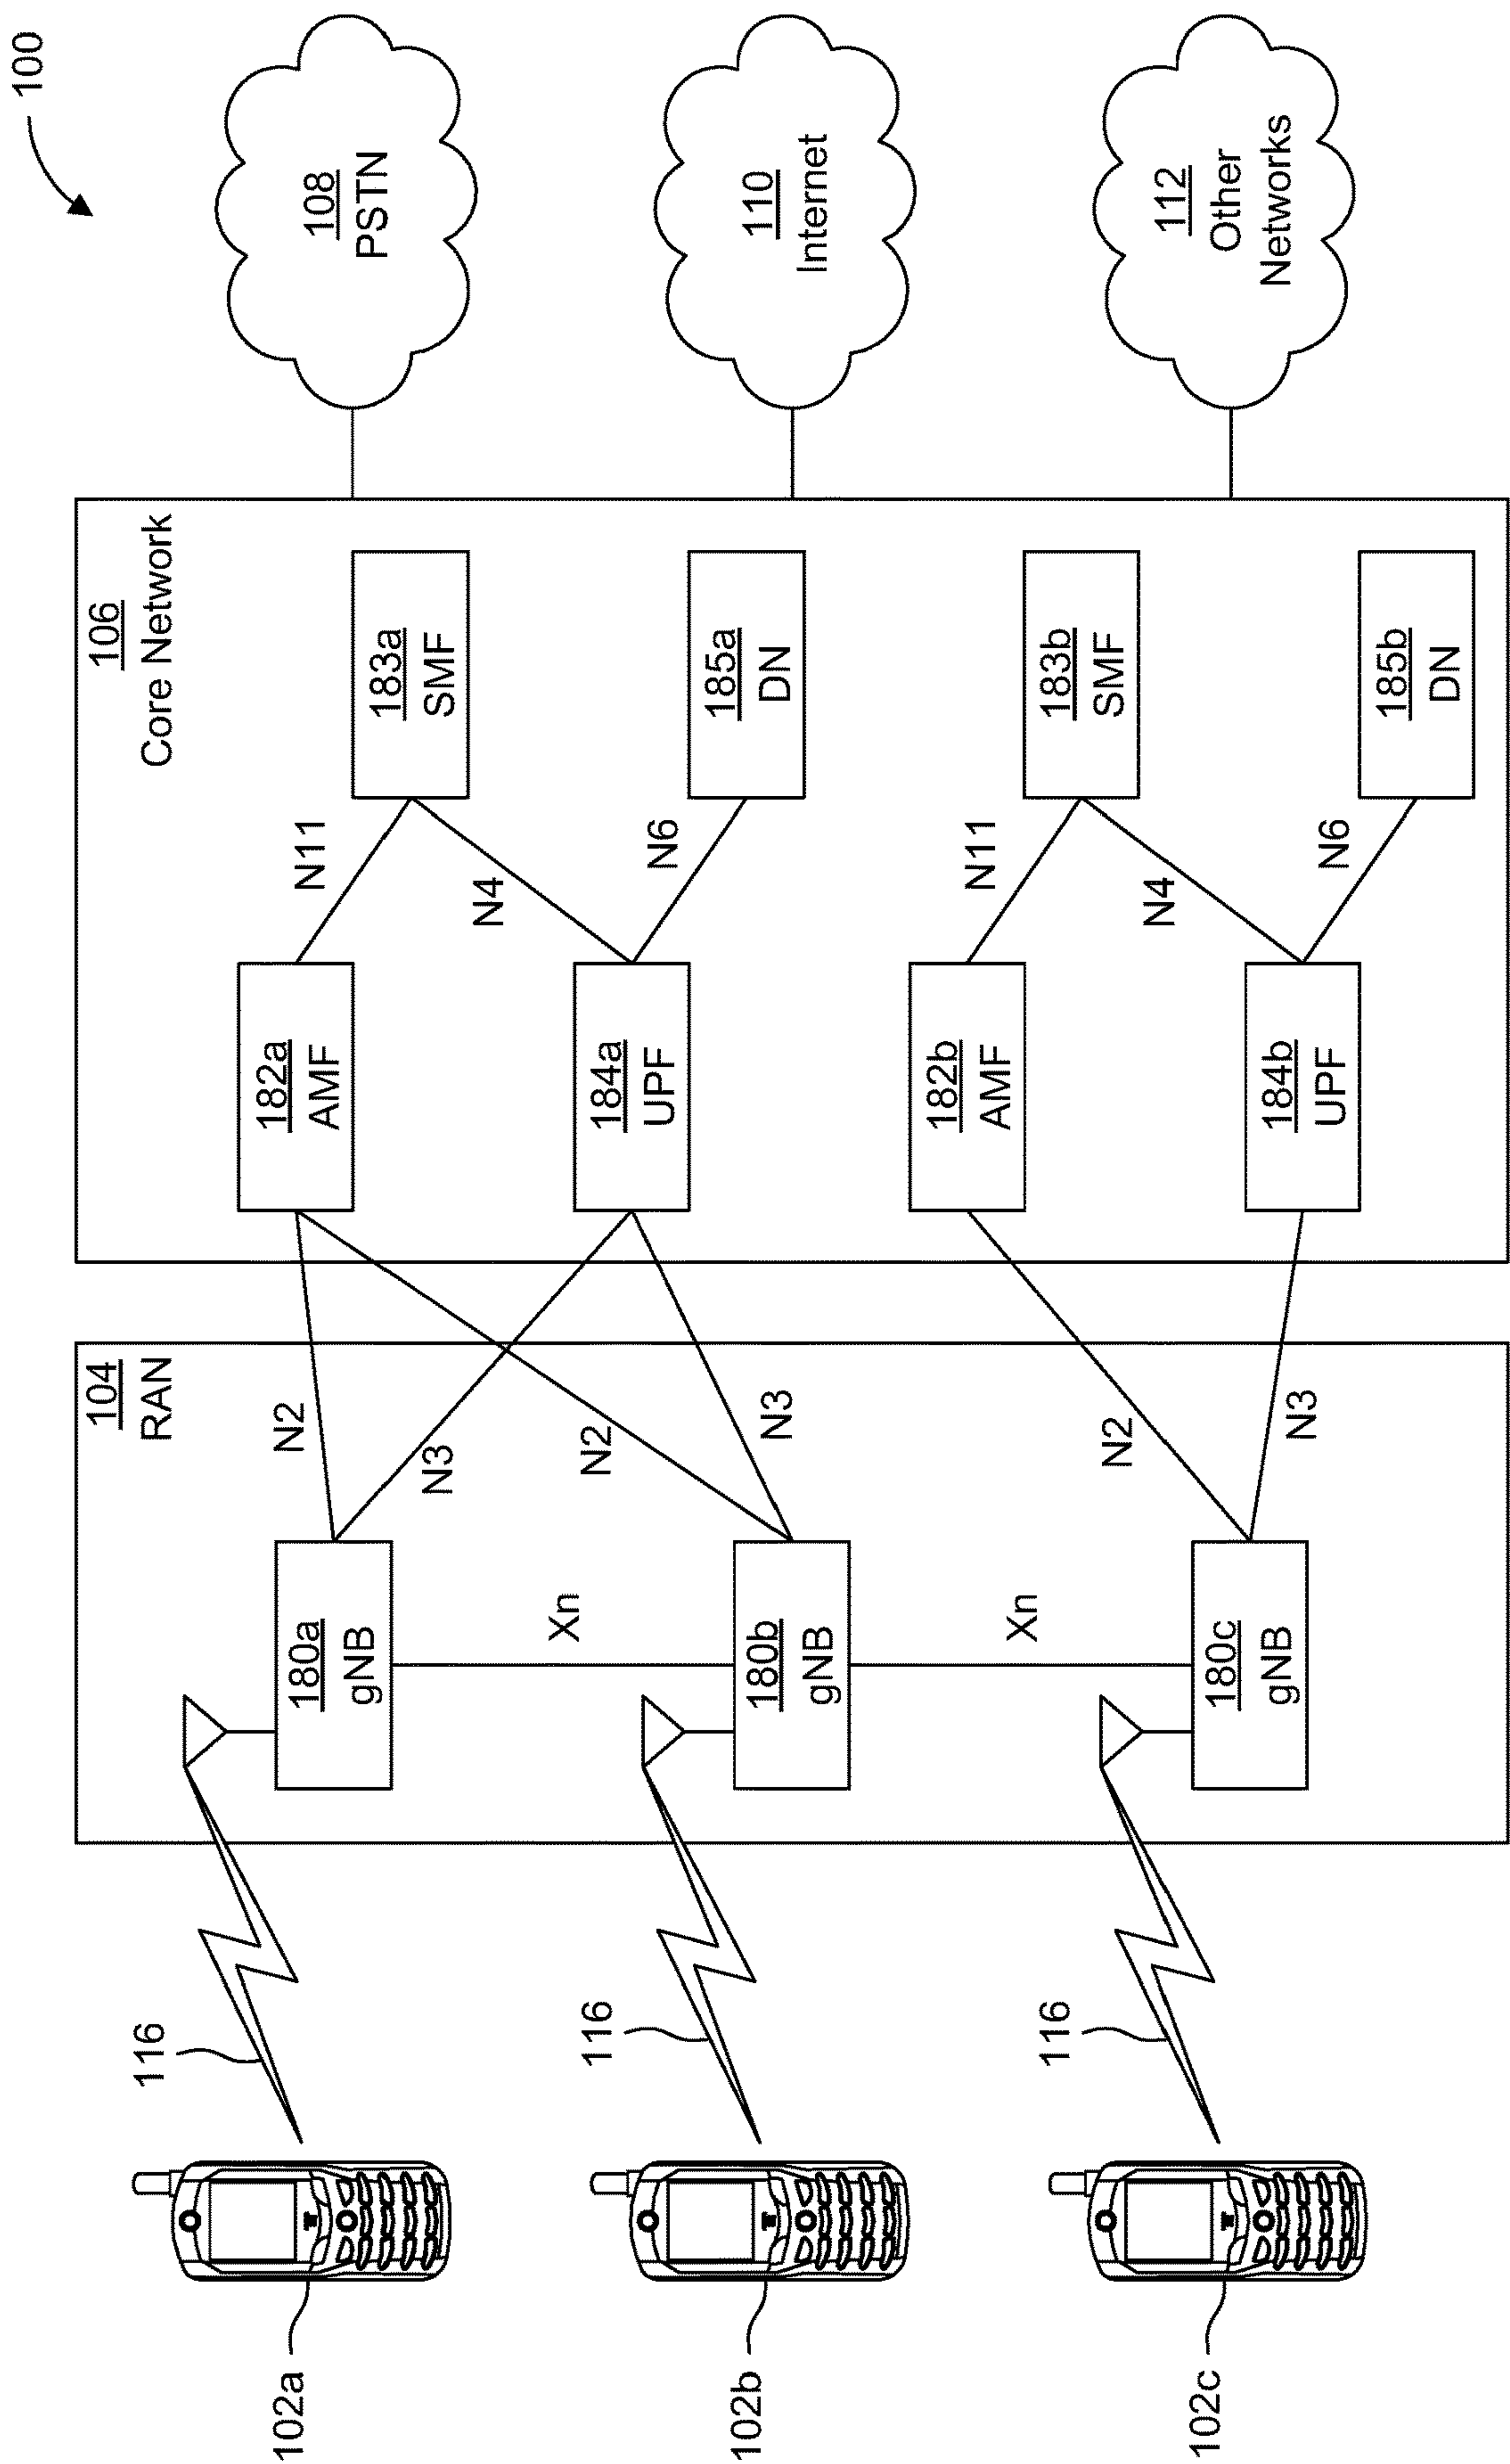 100
102a
116
104
RAN
180a
gNB
N2
N3
Xn
102b
116
180b
gNB
N2
N3
Xn
102c
116
180c
gNB
N2
N3
106
Core Network
182a
AMF
N11
183a
SMF
N4
184a
UPF
N6
185a
DN
182b
AMF
N11
183b
SMF
N4
184b
UPF
N6
185b
DN
108
PSTN
110
Internet
112
Other
Networks